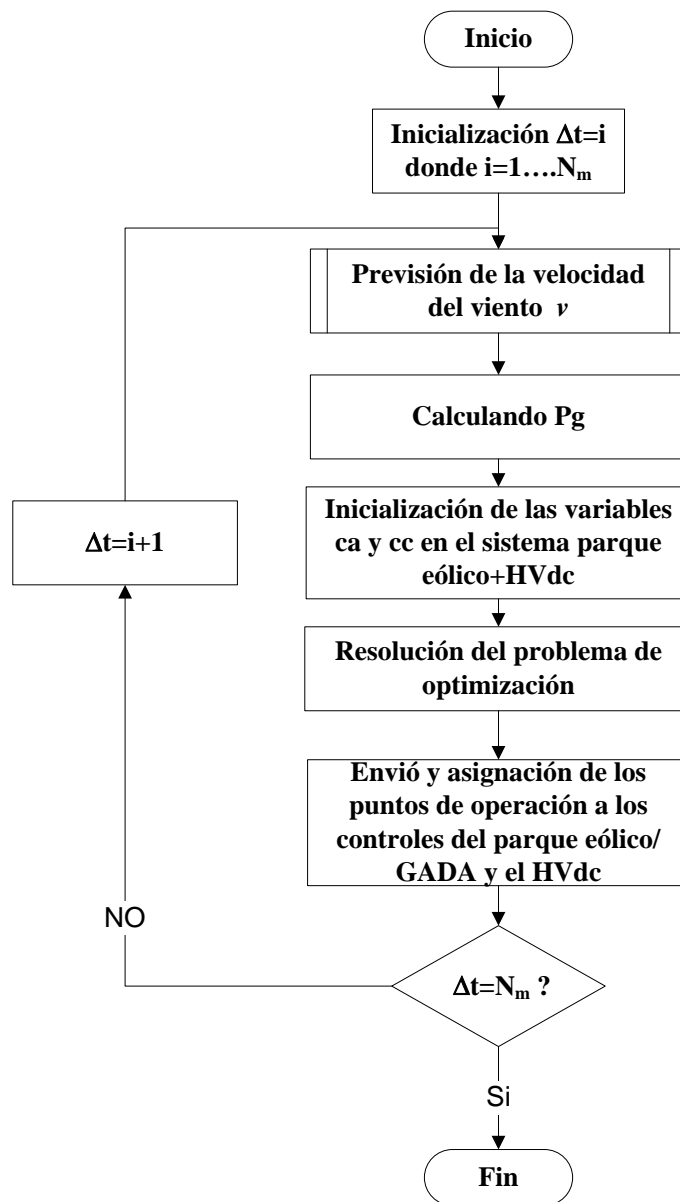 Inicio
Inicialización Δt=i
donde i=1….Nm
Previsión de la velocidad
del viento v
Calculando Pg
Inicialización de las variables
ca y cc en el sistema parque
eólico+HVdc
Δt=i+1
Resolución del problema de
optimización
Envió y asignación de los
puntos de operación a los
controles del parque eólico/
GADA y el HVdc
NO
Δt=Nm ?
Si
Fin